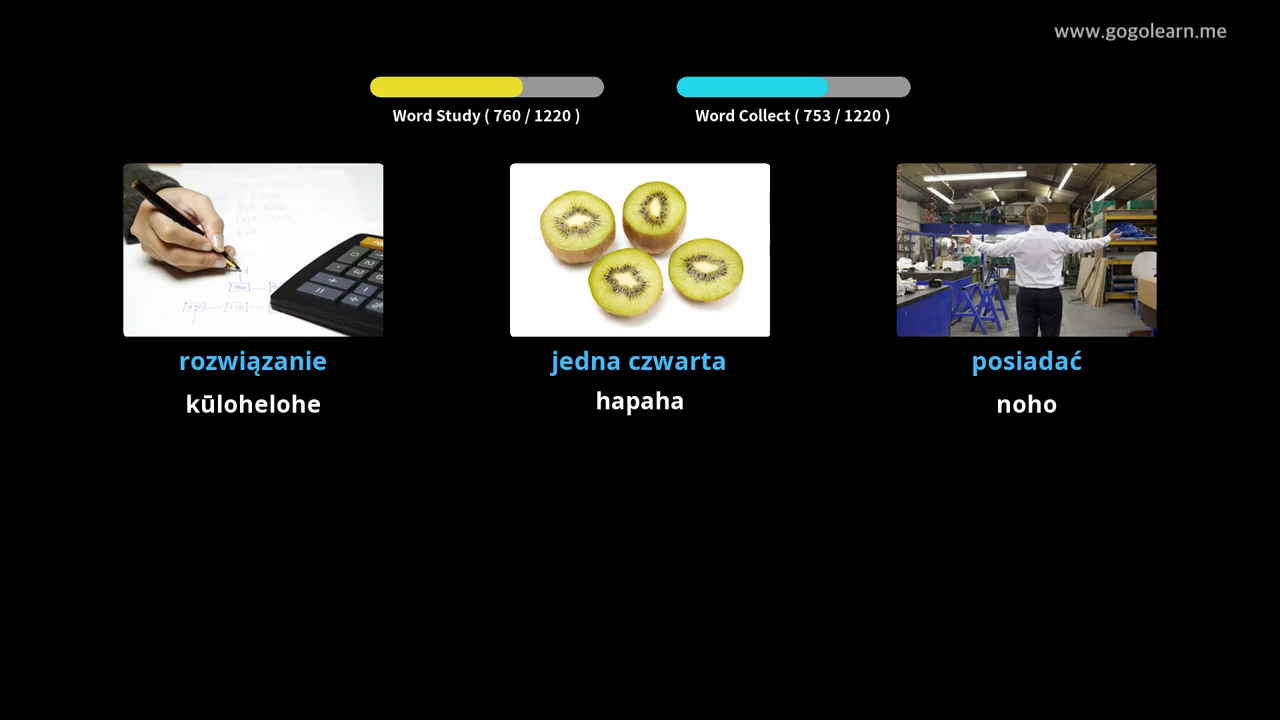 www.gogolearn.me
Word Study ( 760 / 1220 )
Word Collect ( 753 / 1220 )
rozwiązanie
jedna czwarta
posiadać
kūlohelohe
hapaha
noho